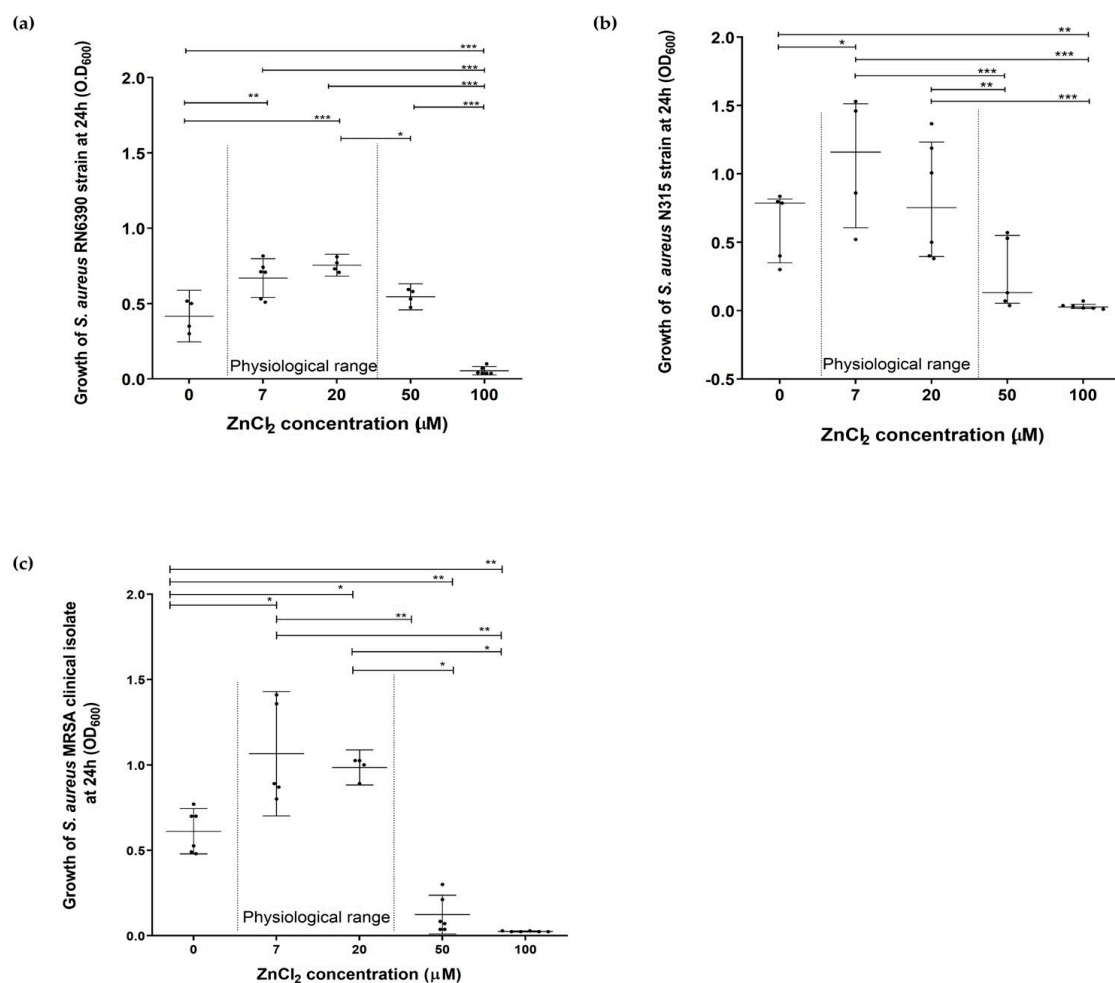 (a)
Growth of S. aureus RN6390 strain at 24h (O.D600)
***
***
***
**
***
***
*
2.0
1.5
1.0
0.5
0.0
Physiological range
0 7 20 50 100
ZnCl2 concentration (μM)
(b)
Growth of S. aureus N315 strain at 24h (OD600)
**
*
***
***
**
***
2.0
1.5
1.0
0.5
0.0
-0.5
Physiological range
0 7 20 50 100
ZnCl2 concentration (μM)
(c)
Growth of S. aureus MRSA clinical isolate
at 24h (OD600)
**
**
*
*
**
**
*
*
2.0
1.5
1.0
0.5
0.0
Physiological range
0 7 20 50 100
ZnCl2 concentration (μM)